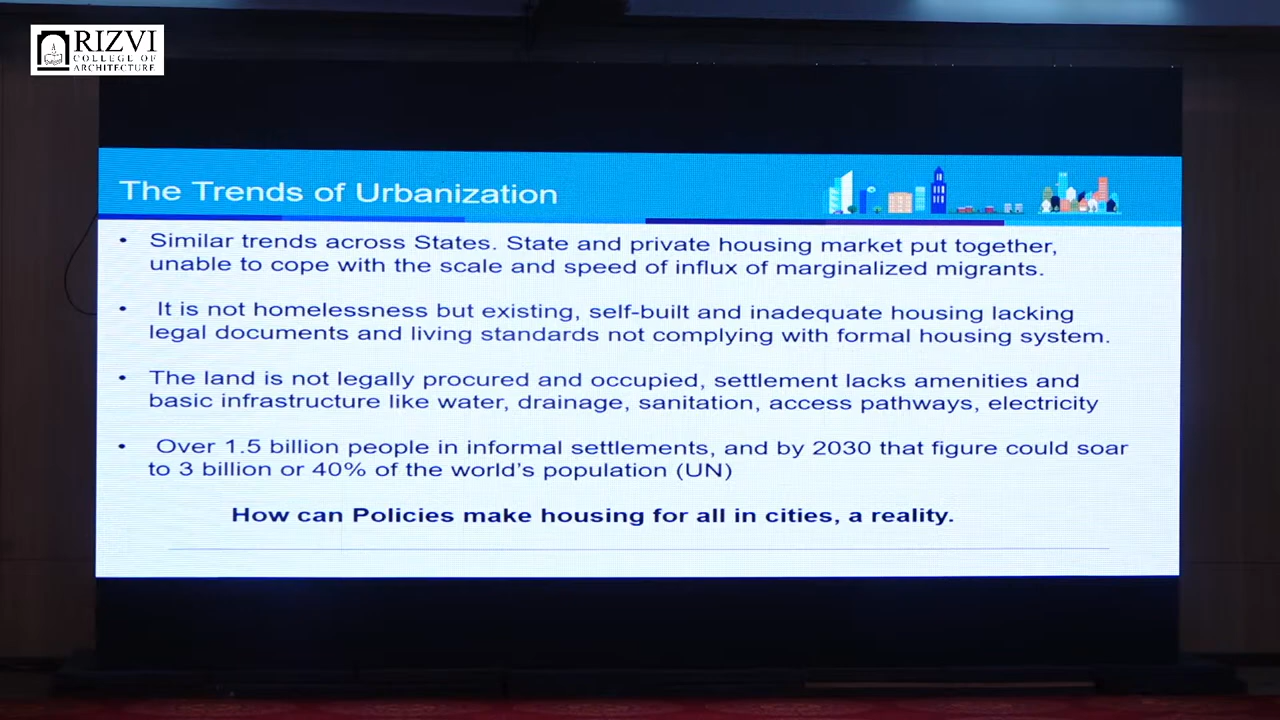 RIZVI
COLLEGE OF
ARCHITECTURE
The Trends of Urbanization
• Similar trends across States. State and private housing market put together,
unable to cope with the scale and speed of influx of marginalized migrants.
• It is not homelessness but existing, self-built and inadequate housing lacking
legal documents and living standards not complying with formal housing system.
• The land is not legally procured and occupied, settlement lacks amenities and
basic infrastructure like water, drainage, sanitation, access pathways, electricity
• Over 1.5 billion people in informal settlements, and by 2030 that figure could soar
to 3 billion or 40% of the world's population (UN)
How can Policies make housing for all in cities, a reality.